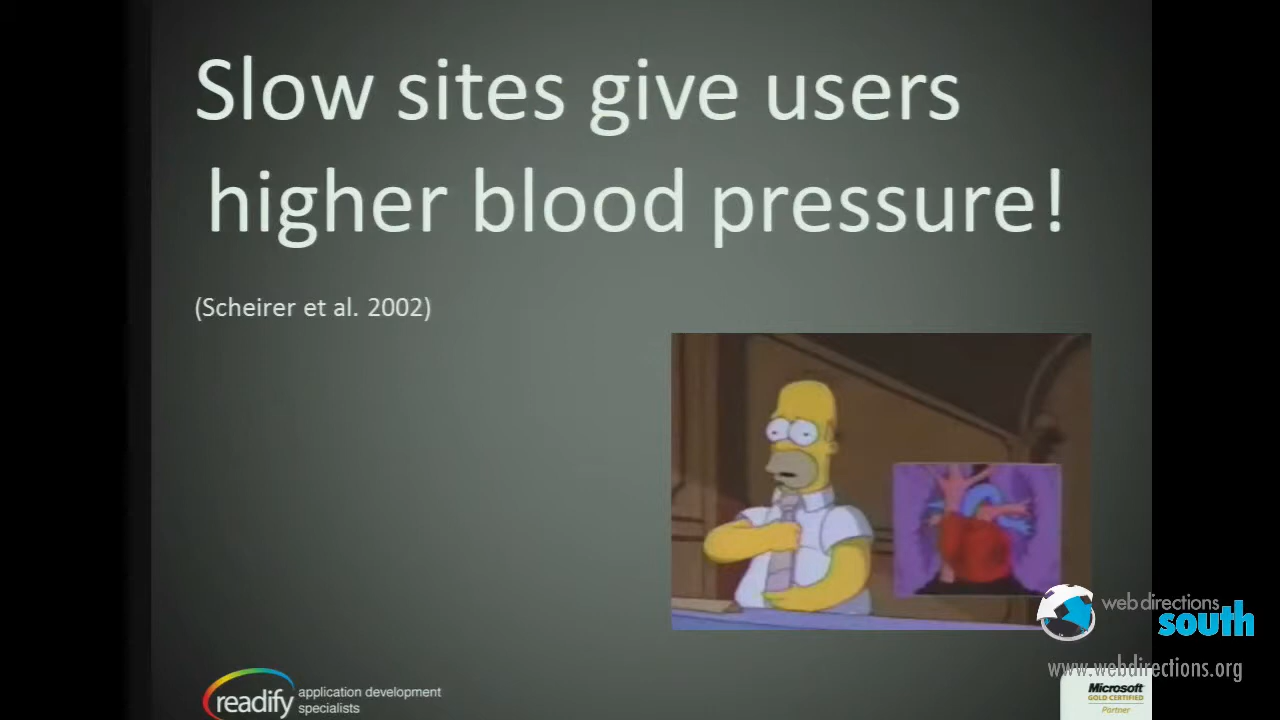 Slow sites give users
higher blood pressure!
(Scheirer et al. 2002)
web directions
south
www.webdirections.org
readify
application development
specialists
Microsoft
GOLD CERTIFIED
Partner